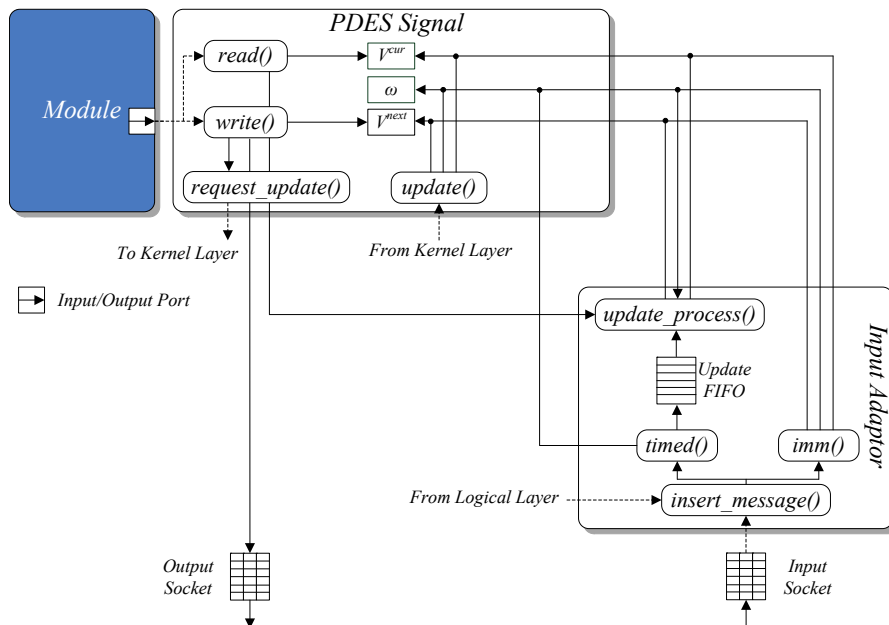 PDES Signal
read()
V^cur
ω
Module
write()
V^next
request_update()
update()
To Kernel Layer
From Kernel Layer
Input/Output Port
update_process()
Update
FIFO
Input Adaptor
timed()
imm()
From Logical Layer
insert_message()
Output
Socket
Input
Socket